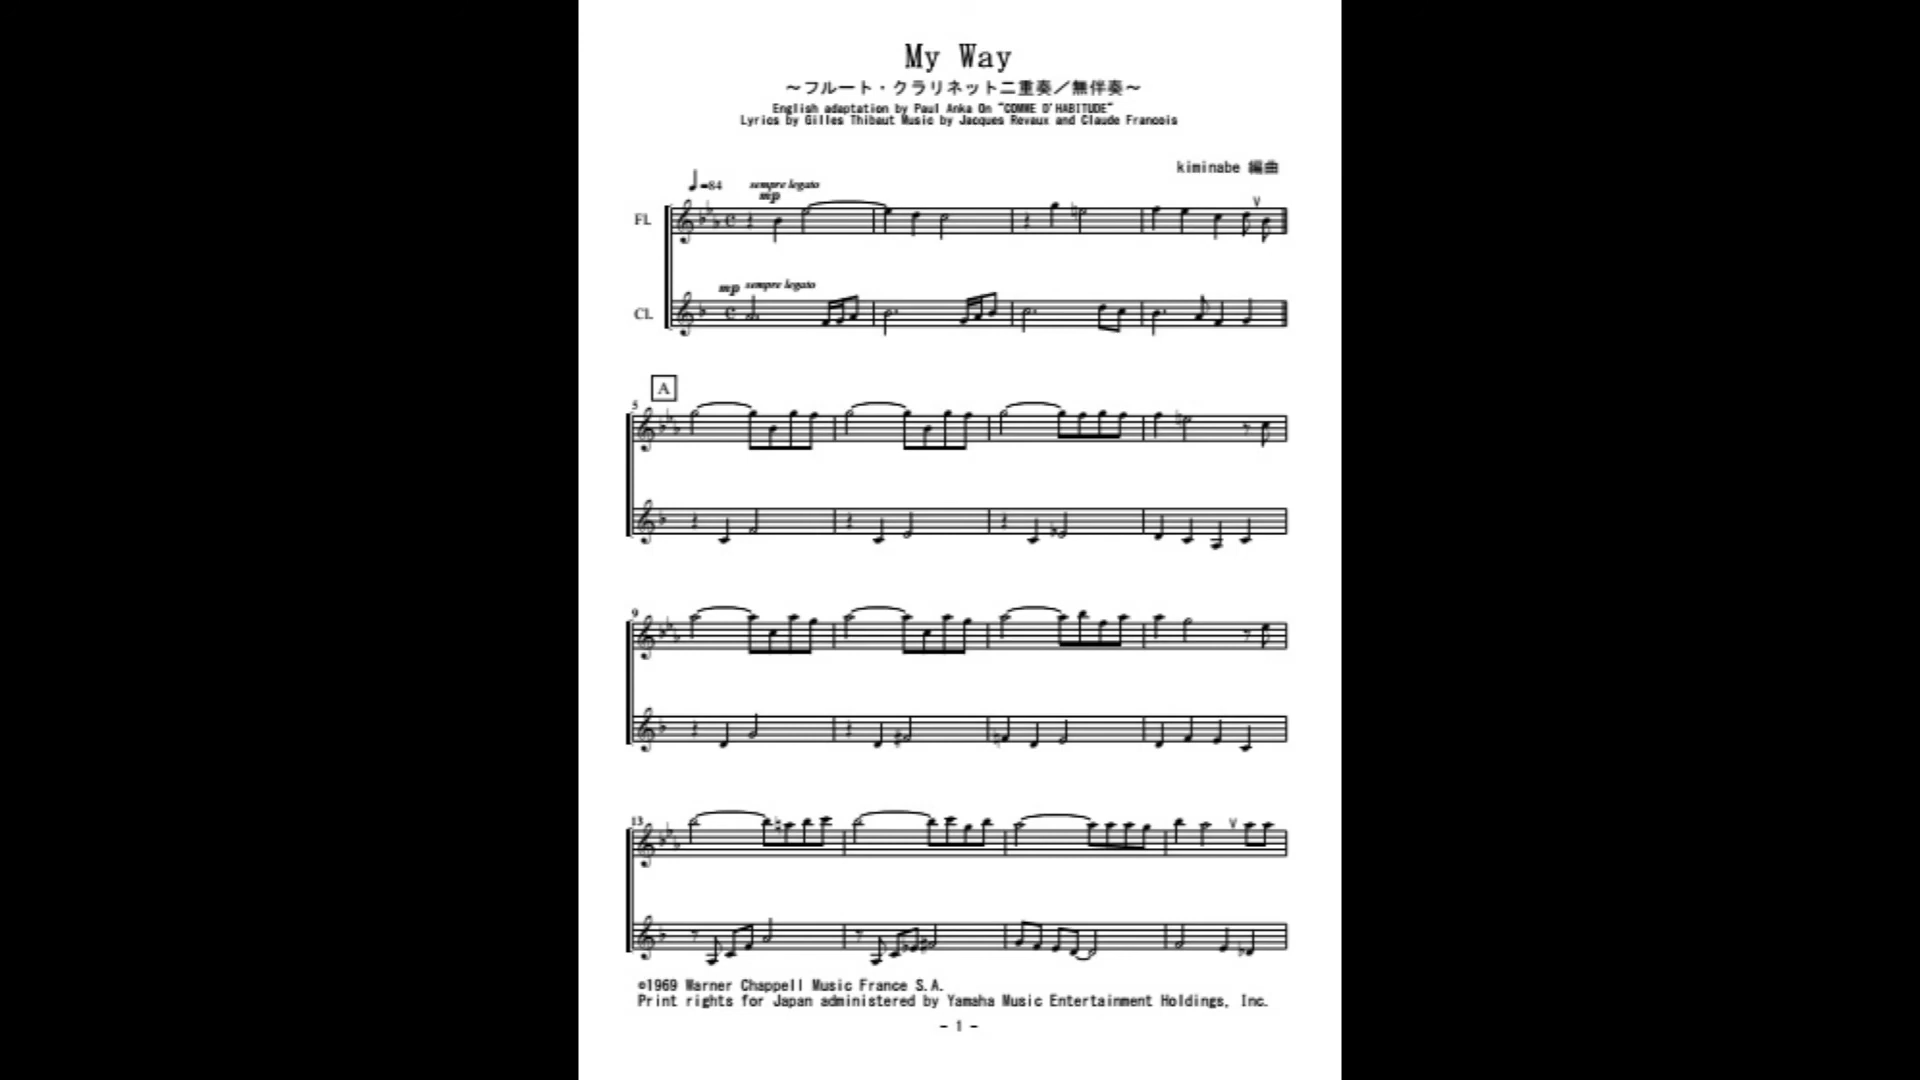 My Way
～フルート・クラリネット二重奏／無伴奏～
English adaptation by Paul Anka On "COMME D'HABITUDE"
Lyrics by Gilles Thibaut Music by Jacques Revaux and Claude Francois
kiminabe 編曲
♩=84
sempre legato
mp
FL
mp sempre legato
CL
A
5
9
13
©1969 Warner Chappell Music France S.A.
Print rights for Japan administered by Yamaha Music Entertainment Holdings, Inc.
- 1 -